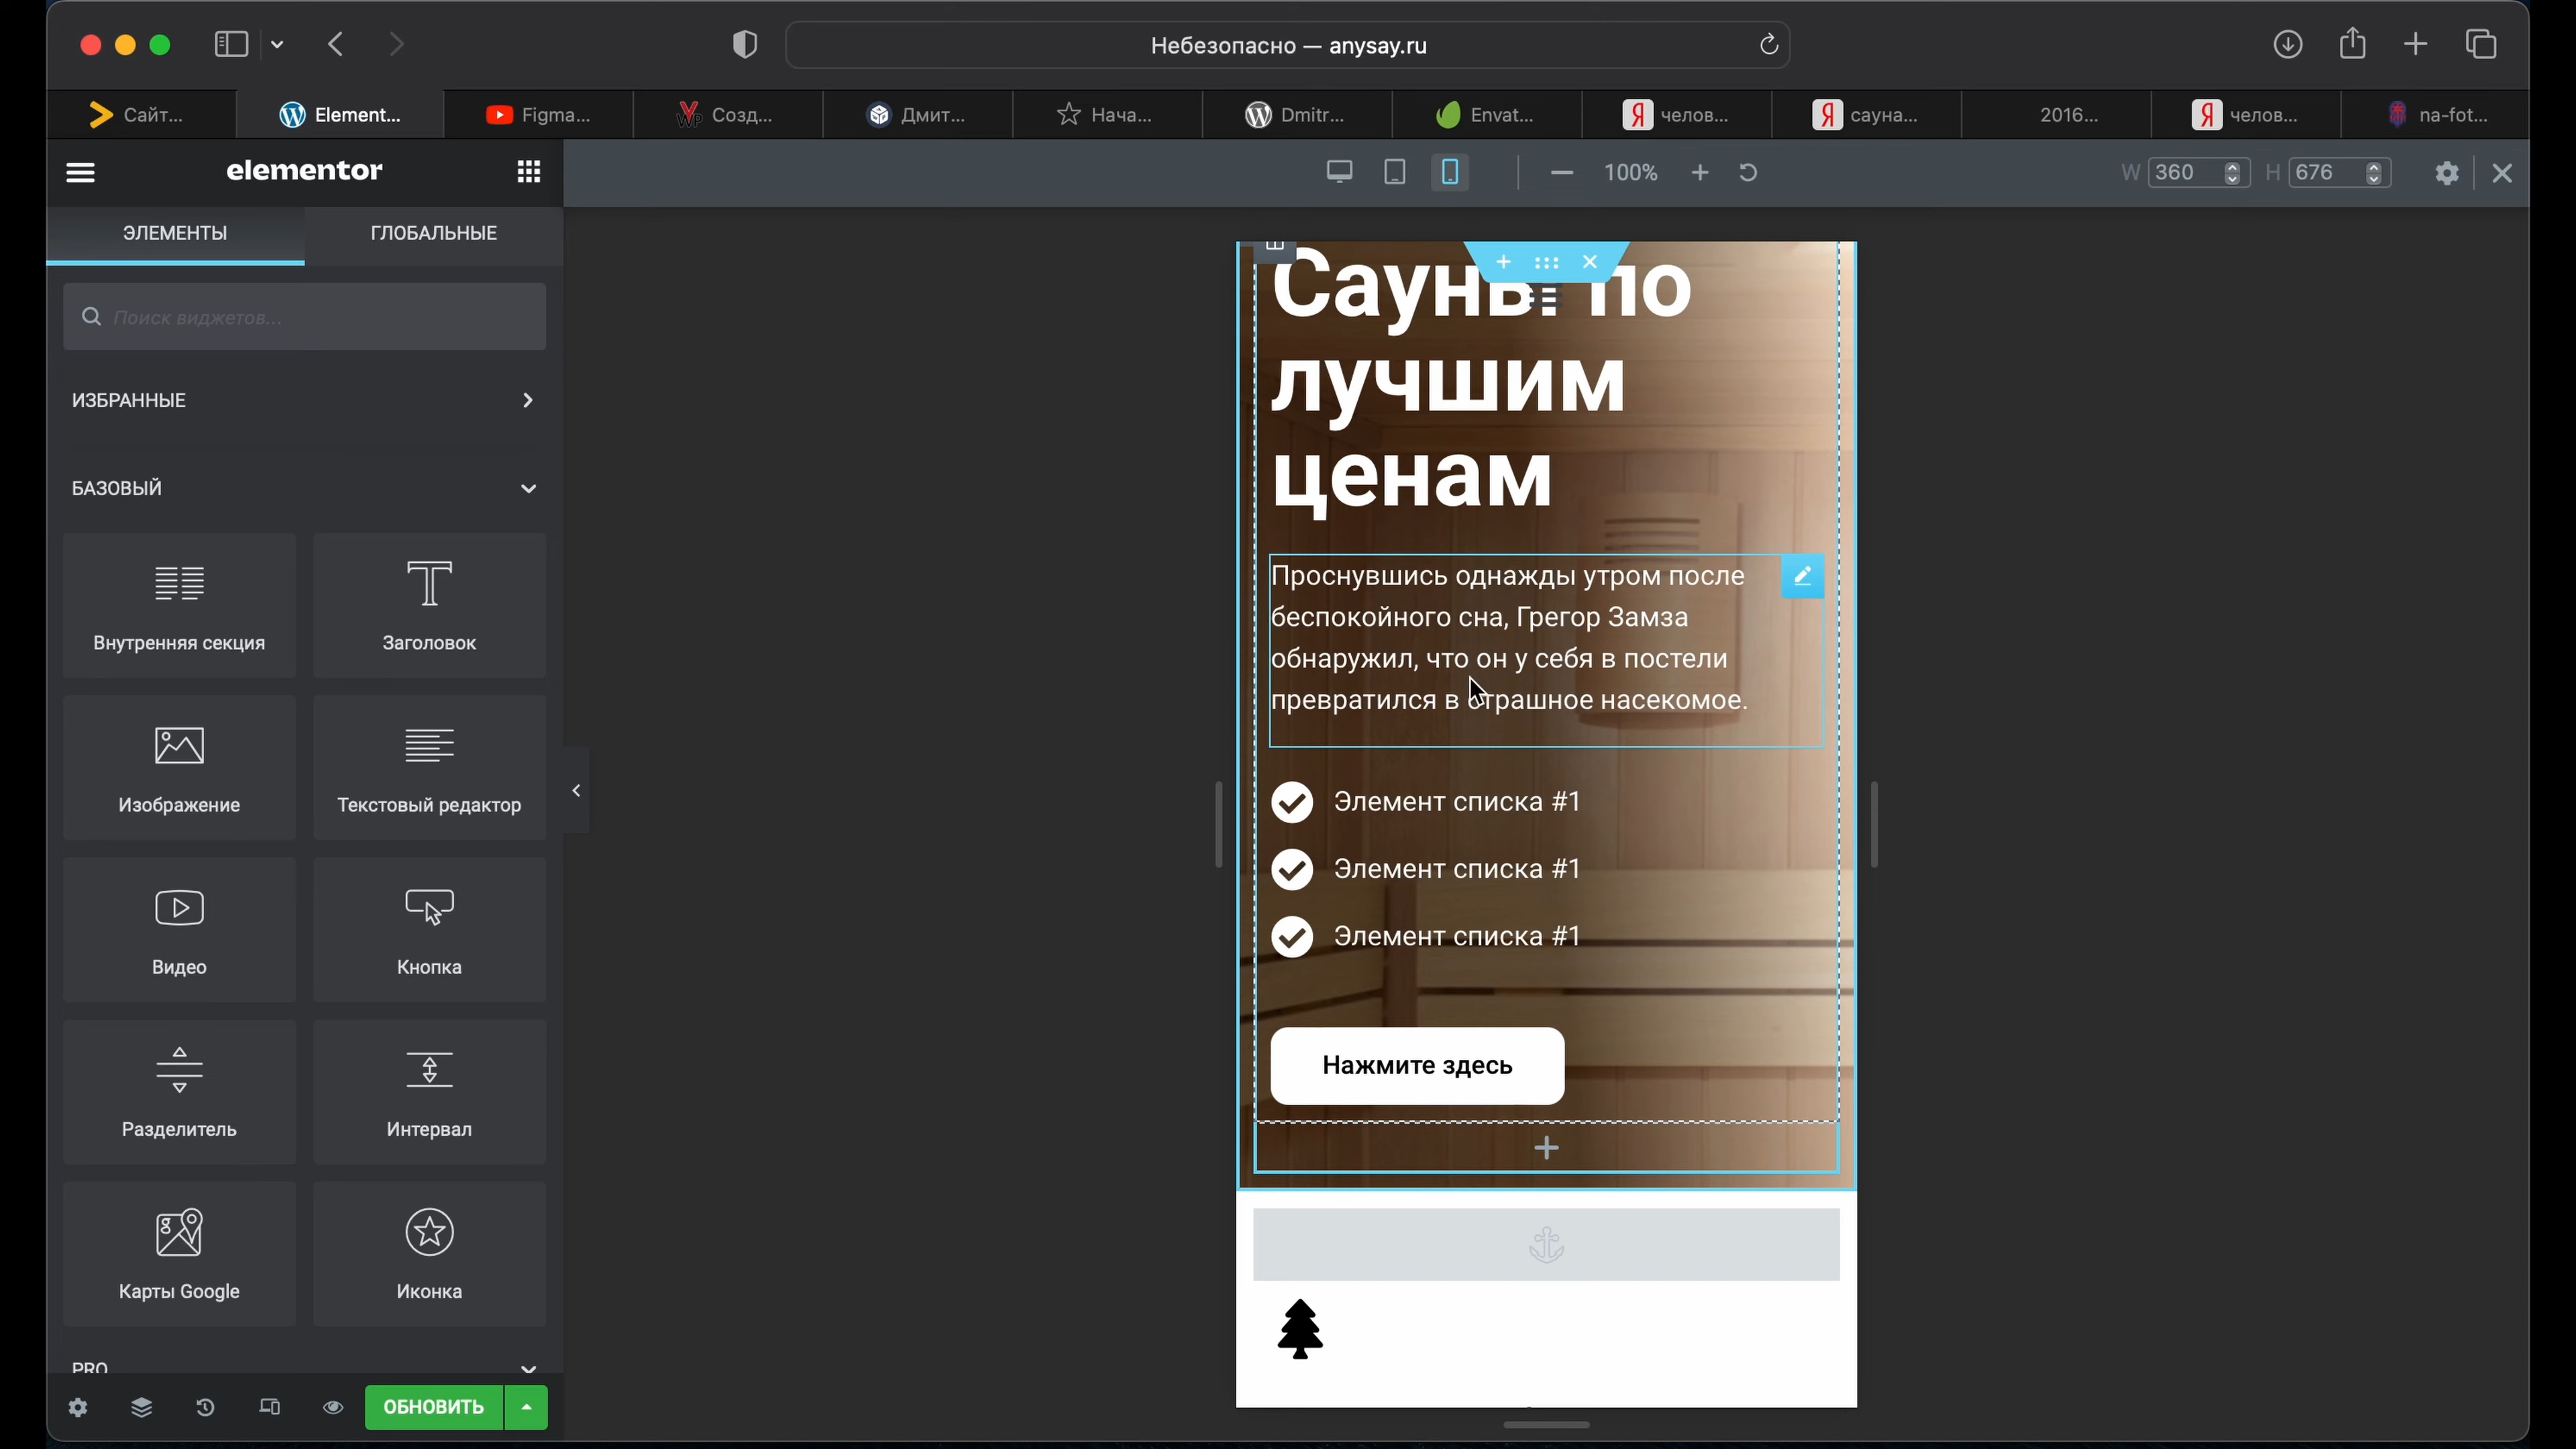 Небезопасно — anysay.ru
Сайт...
Element...
Figma...
Созд...
Дмит...
Нача...
Dmitr...
Envat...
челов...
сауна...
2016...
челов...
na-fot...
elementor
100%
W 360
H 676
ЭЛЕМЕНТЫ
ГЛОБАЛЬНЫЕ
Поиск виджетов...
ИЗБРАННЫЕ
БАЗОВЫЙ
Внутренняя секция
Заголовок
Изображение
Текстовый редактор
Видео
Кнопка
Разделитель
Интервал
Карты Google
Иконка
PRO
ОБНОВИТЬ
Сауны по
лучшим
ценам
Проснувшись однажды утром после
беспокойного сна, Грегор Замза
обнаружил, что он у себя в постели
превратился в страшное насекомое.
Элемент списка #1
Элемент списка #1
Элемент списка #1
Нажмите здесь